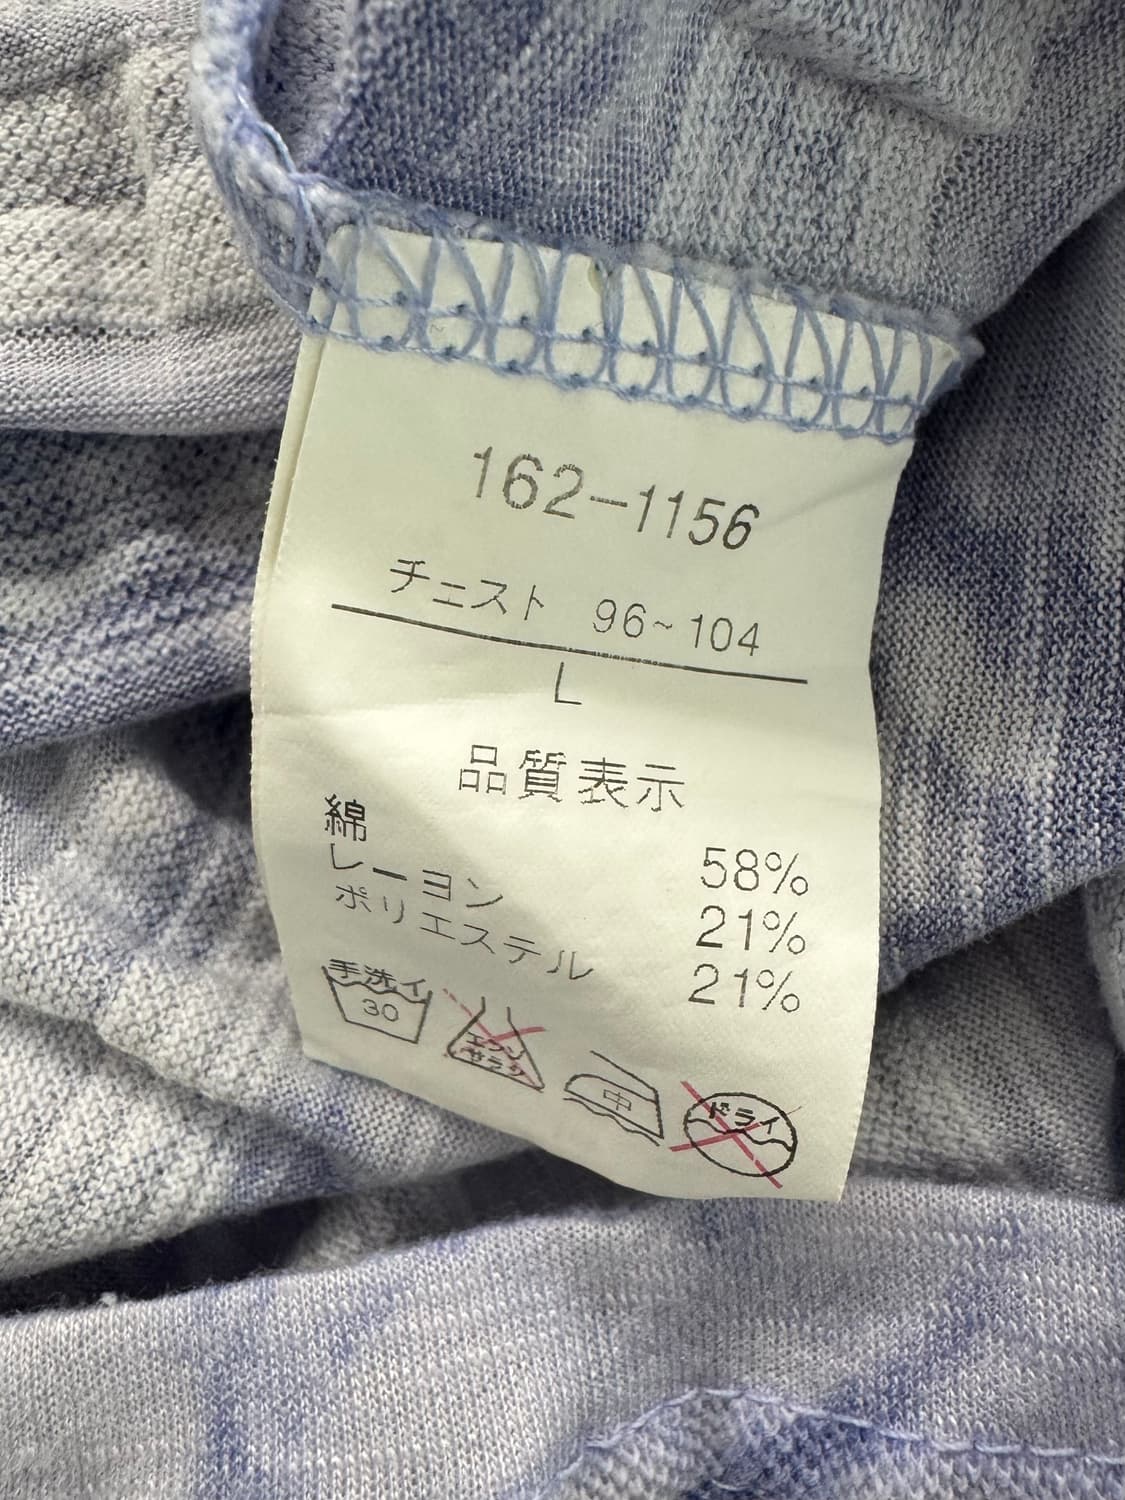 162-1156
チェスト 96~104
L
品質表示
綿 58%
レーヨン 21%
ポリエステル 21%
手洗イ
30
エンソ
サラシ
中
ドライ